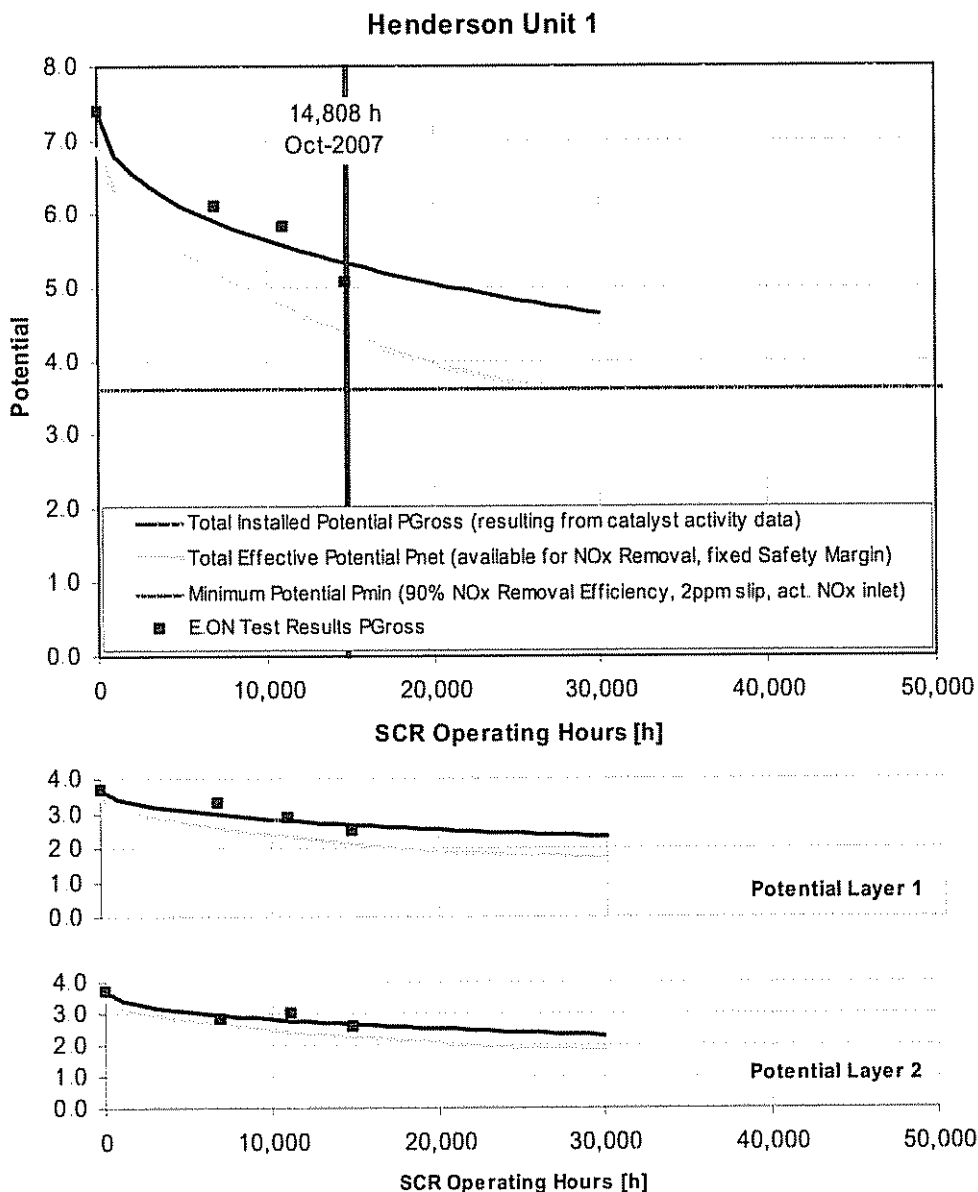 Henderson Unit 1
8.0
7.0
6.0
5.0
4.0
3.0
2.0
1.0
0.0
Potential
14,808 h
Oct-2007
Total Installed Potential PGross (resulting from catalyst activity data)
Total Effective Potential Pnet (available for NOx Removal, fixed Safety Margin)
Minimum Potential Pmin (90% NOx Removal Efficiency, 2ppm slip, act. NOx inlet)
E.ON Test Results PGross
0 10,000 20,000 30,000 40,000 50,000
SCR Operating Hours [h]
4.0
3.0
2.0
1.0
0.0
Potential Layer 1
4.0
3.0
2.0
1.0
0.0
Potential Layer 2
0 10,000 20,000 30,000 40,000 50,000
SCR Operating Hours [h]